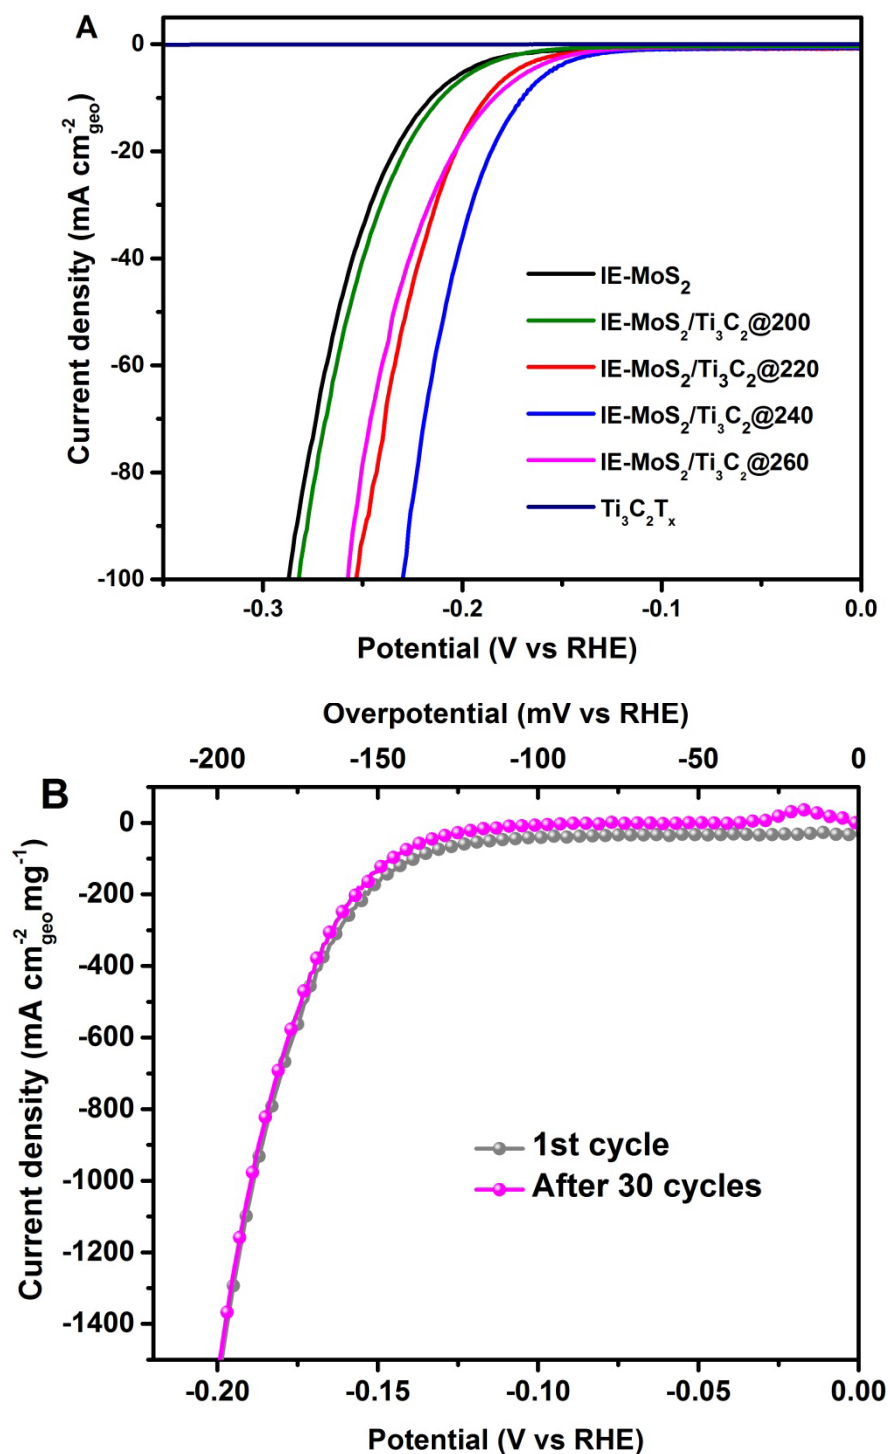 A
0
-20
-40
-60
-80
-100
Current density (mA cm⁻²geo)
IE-MoS₂
IE-MoS₂/Ti₃C₂@200
IE-MoS₂/Ti₃C₂@220
IE-MoS₂/Ti₃C₂@240
IE-MoS₂/Ti₃C₂@260
Ti₃C₂Tₓ
-0.3 -0.2 -0.1 0.0
Potential (V vs RHE)
Overpotential (mV vs RHE)
-200 -150 -100 -50 0
B
0
-200
-400
-600
-800
-1000
-1200
-1400
Current density (mA cm⁻²geo mg⁻¹)
1st cycle
After 30 cycles
-0.20 -0.15 -0.10 -0.05 0.00
Potential (V vs RHE)